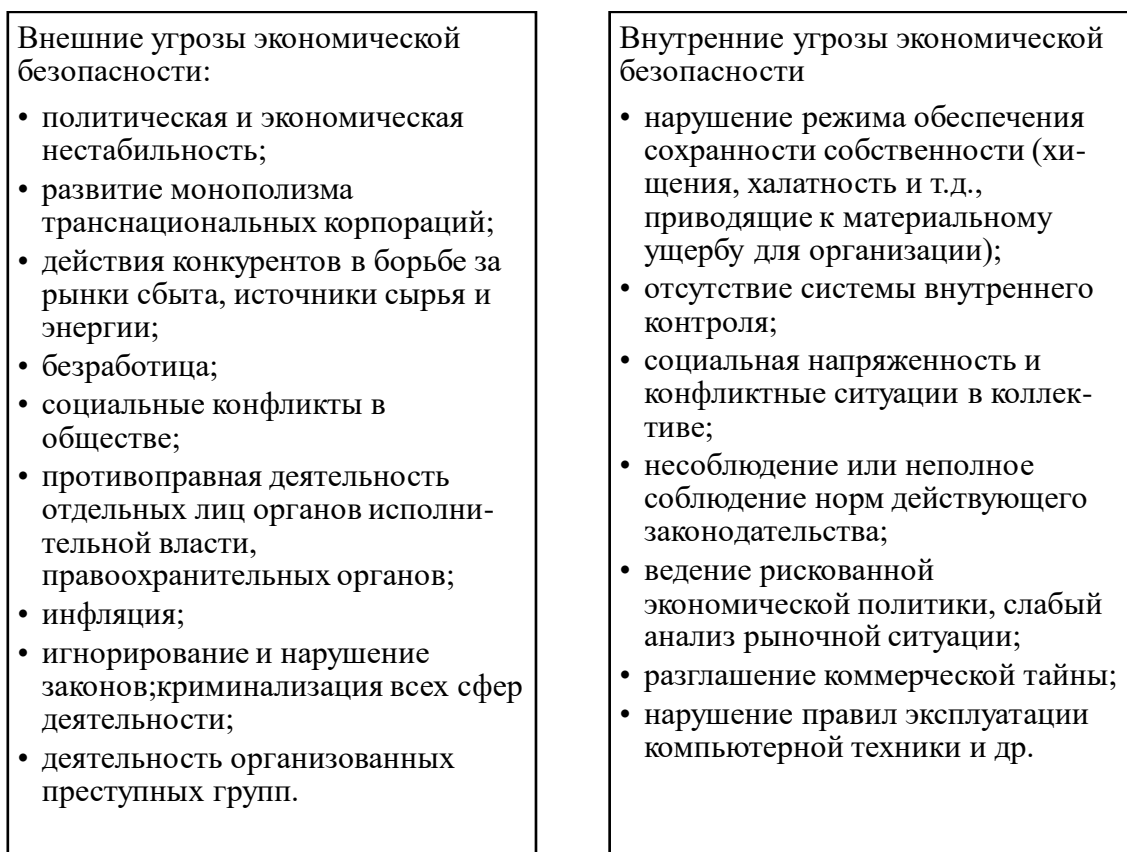 Внешние угрозы экономической
безопасности:
• политическая и экономическая
нестабильность;
• развитие монополизма
транснациональных корпораций;
• действия конкурентов в борьбе за
рынки сбыта, источники сырья и
энергии;
• безработица;
• социальные конфликты в
обществе;
• противоправная деятельность
отдельных лиц органов исполни-
тельной власти,
правоохранительных органов;
• инфляция;
• игнорирование и нарушение
законов;криминализация всех сфер
деятельности;
• деятельность организованных
преступных групп.
Внутренние угрозы экономической
безопасности
• нарушение режима обеспечения
сохранности собственности (хи-
щения, халатность и т.д.,
приводящие к материальному
ущербу для организации);
• отсутствие системы внутреннего
контроля;
• социальная напряженность и
конфликтные ситуации в коллек-
тиве;
• несоблюдение или неполное
соблюдение норм действующего
законодательства;
• ведение рискованной
экономической политики, слабый
анализ рыночной ситуации;
• разглашение коммерческой тайны;
• нарушение правил эксплуатации
компьютерной техники и др.